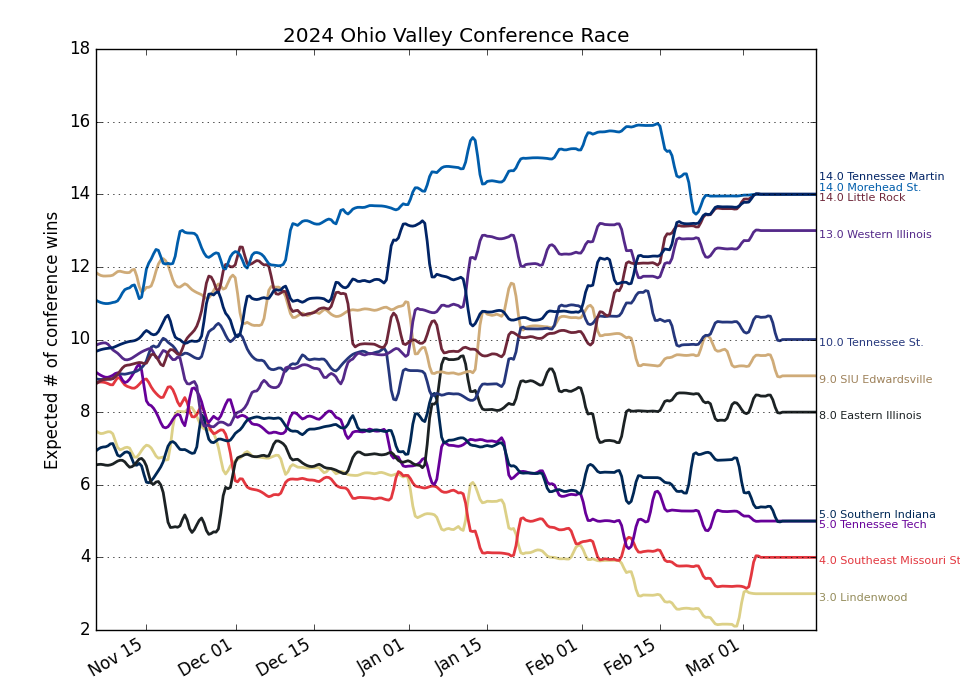 2024 Ohio Valley Conference Race
Expected # of conference wins
18
16
14
12
10
8
6
4
2
Nov 15
Dec 01
Dec 15
Jan 01
Jan 15
Feb 01
Feb 15
Mar 01
14.0 Tennessee Martin
14.0 Morehead St.
14.0 Little Rock
13.0 Western Illinois
10.0 Tennessee St.
9.0 SIU Edwardsville
8.0 Eastern Illinois
5.0 Southern Indiana
5.0 Tennessee Tech
4.0 Southeast Missouri St
3.0 Lindenwood